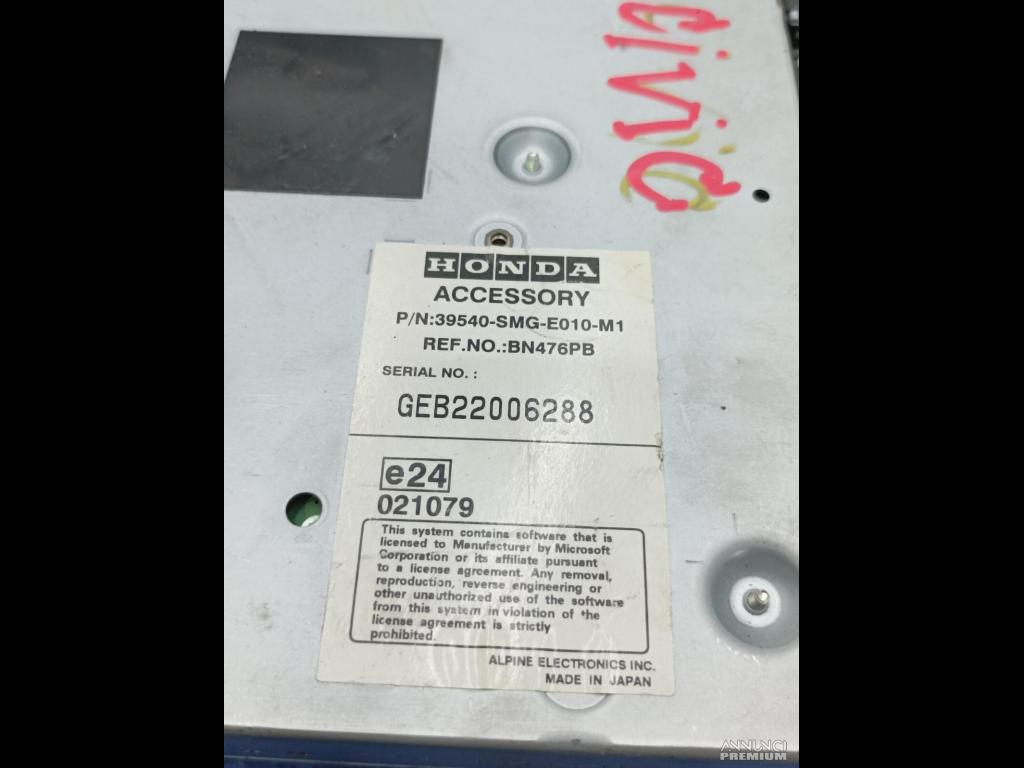 civic
HONDA
ACCESSORY
P/N:39540-SMG-E010-M1
REF.NO.:BN476PB
SERIAL NO. :
GEB22006288
e24
021079
This system contains software that is
licensed to Manufacturer by Microsoft
Corporation or its affiliate pursuant
to a license agreement. Any removal,
reproduction, reverse engineering or
other unauthorized use of the software
from this system in violation of the
license agreement is strictly
prohibited.
ALPINE ELECTRONICS INC.
MADE IN JAPAN
ANNUNCI
PREMIUM